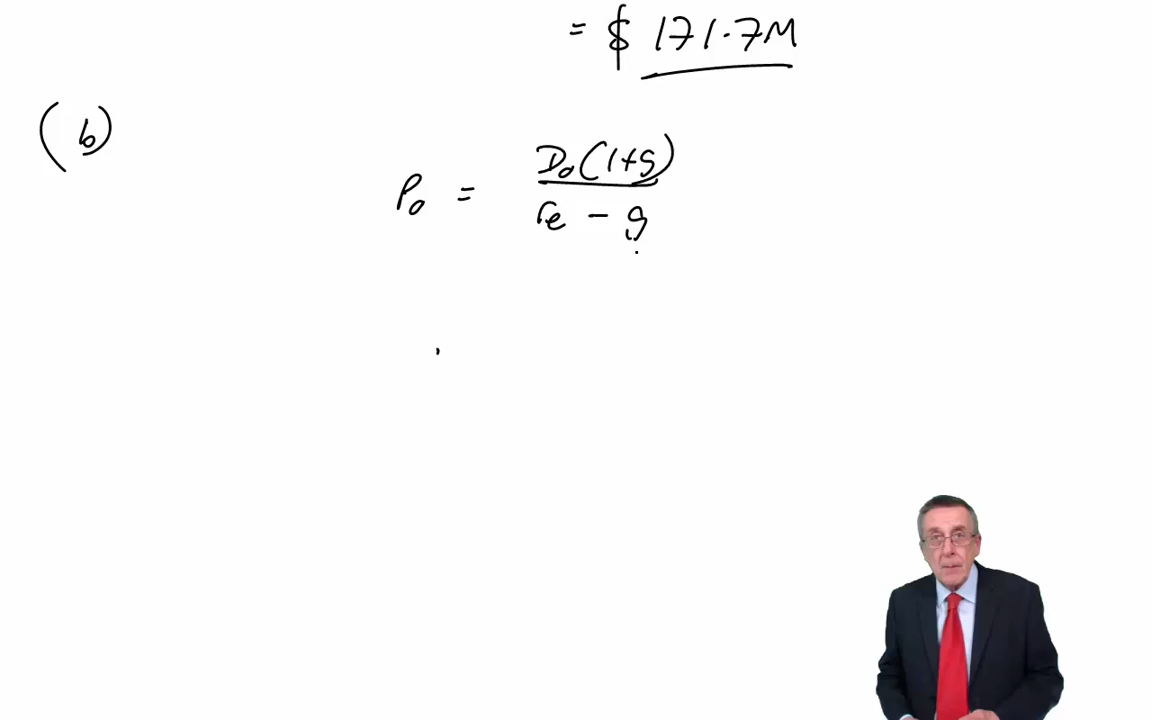 = $ 171.7M
(b)
P₀ = D₀(1+g)
rₑ - g